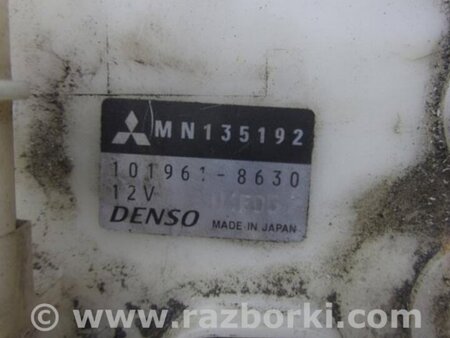 MN135192
101961-8630
12V
DENSO MADE IN JAPAN
© www.razborki.com